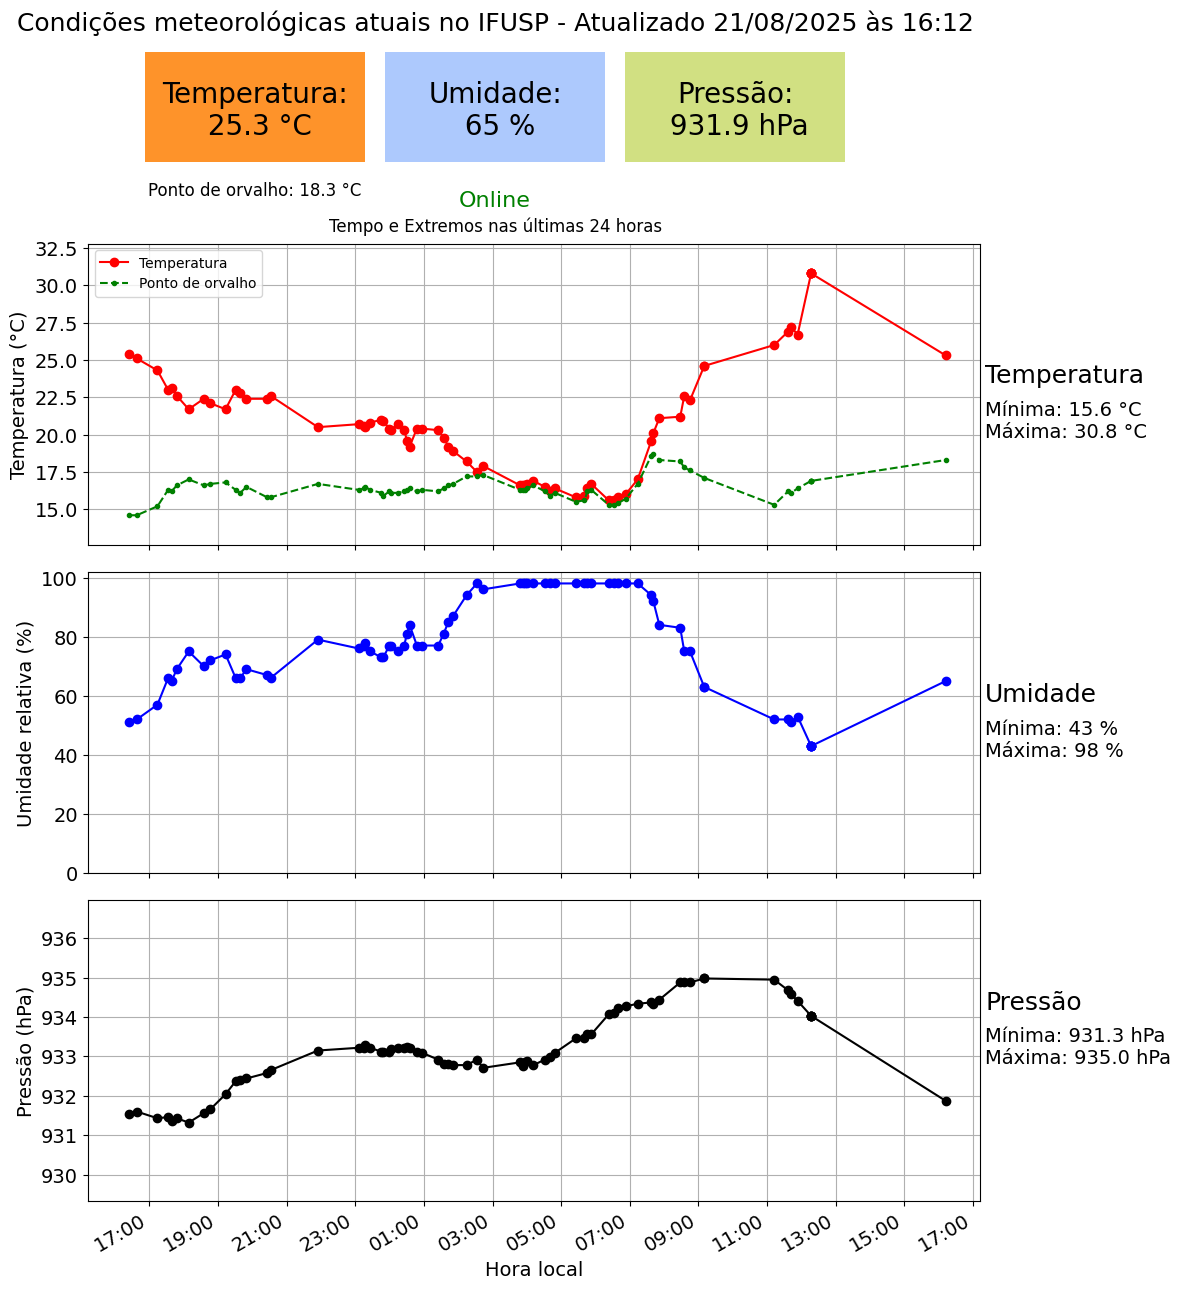 Condições meteorológicas atuais no IFUSP - Atualizado 21/08/2025 às 16:12
Temperatura:
25.3 °C
Umidade:
65 %
Pressão:
931.9 hPa
Ponto de orvalho: 18.3 °C
Online
Tempo e Extremos nas últimas 24 horas
Temperatura (°C)
32.5
30.0
27.5
25.0
22.5
20.0
17.5
15.0
Temperatura
Ponto de orvalho
Temperatura
Mínima: 15.6 °C
Máxima: 30.8 °C
Umidade relativa (%)
100
80
60
40
20
0
Umidade
Mínima: 43 %
Máxima: 98 %
Pressão (hPa)
936
935
934
933
932
931
930
Pressão
Mínima: 931.3 hPa
Máxima: 935.0 hPa
17:00
19:00
21:00
23:00
01:00
03:00
05:00
07:00
09:00
11:00
13:00
15:00
17:00
Hora local